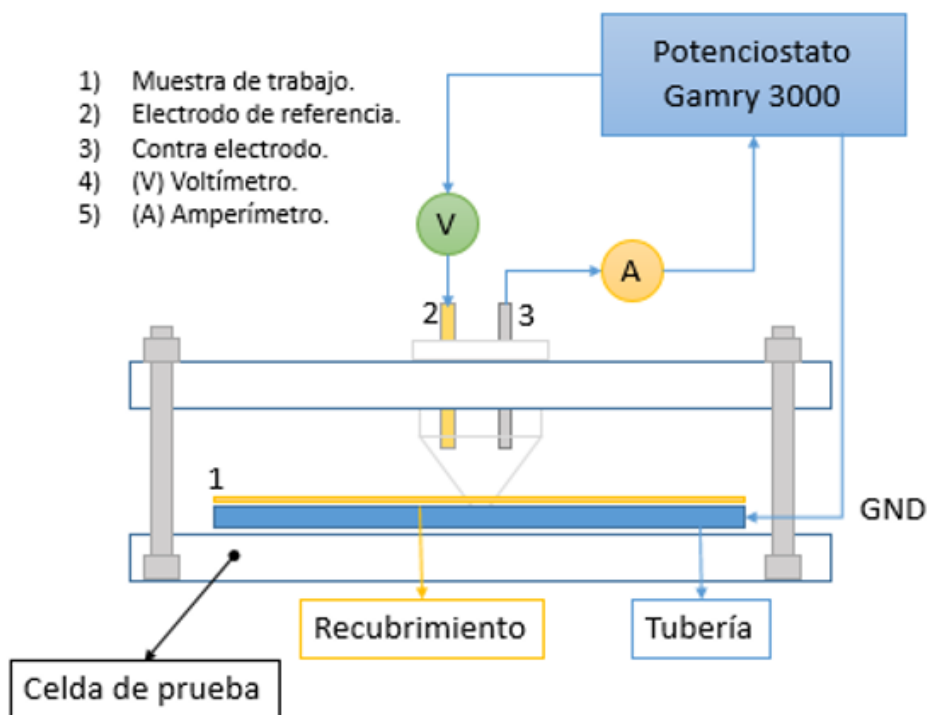 Potenciostato
Gamry 3000
1) Muestra de trabajo.
2) Electrodo de referencia.
3) Contra electrodo.
4) (V) Voltímetro.
5) (A) Amperímetro.
V
A
2
3
1
GND
Recubrimiento
Tubería
Celda de prueba